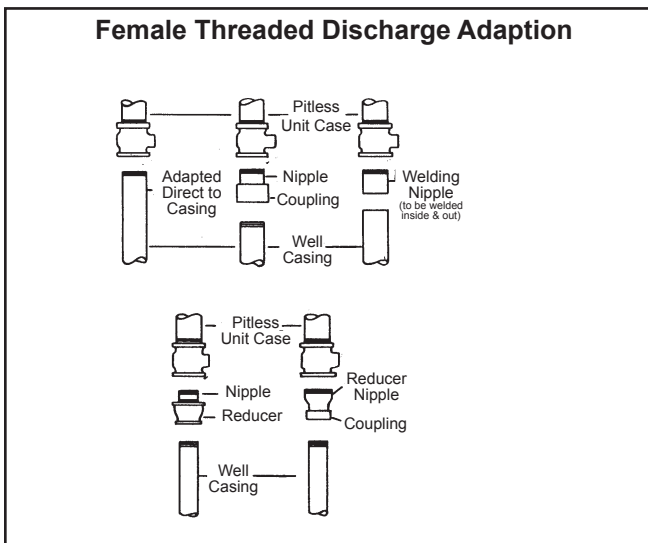 Female Threaded Discharge Adaption
Pitless
Unit Case
Adapted
Direct to
Casing
Nipple
Coupling
Welding
Nipple
(to be welded
inside & out)
Well
Casing
Pitless
Unit Case
Nipple
Reducer
Reducer
Nipple
Coupling
Well
Casing